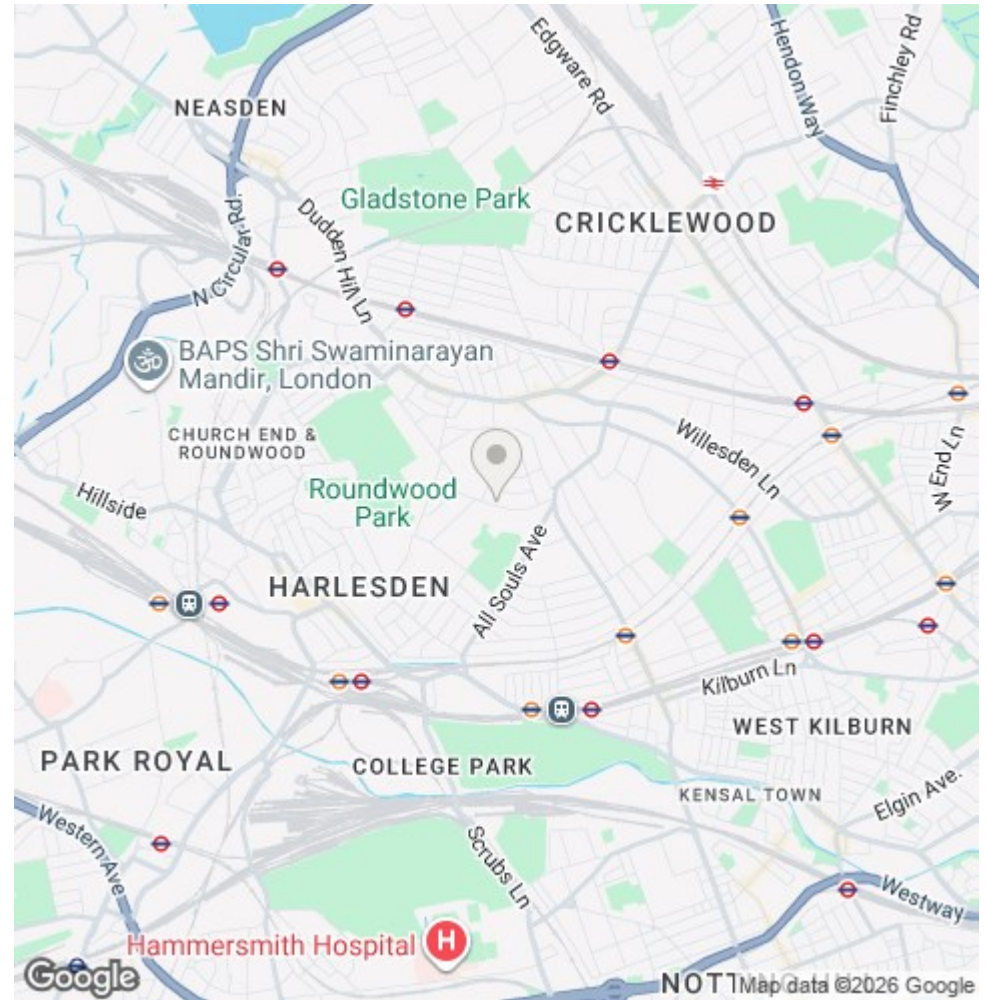 Edgware Rd
Hendon Way
Finchley Rd
NEASDEN
Gladstone Park
CRICKLEWOOD
Dudden Hill Ln
N Circular Rd.
BAPS Shri Swaminarayan
Mandir, London
CHURCH END &
ROUNDWOOD
Willesden Ln
W End Ln
Hillside
Roundwood
Park
HARLESDEN
All Souls Ave
Kilburn Ln
WEST KILBURN
PARK ROYAL
COLLEGE PARK
KENSAL TOWN
Elgin Ave.
Western Ave
Scrubs Ln
Westway
Hammersmith Hospital
H
Google
Map data ©2026 Google